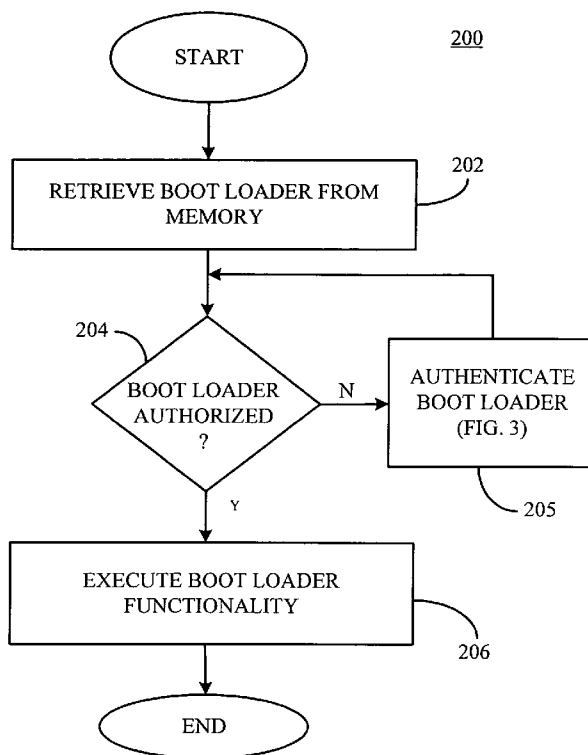 START
200
202
RETRIEVE BOOT LOADER FROM
MEMORY
204
BOOT LOADER
AUTHORIZED
?
N
AUTHENTICATE
BOOT LOADER
(FIG. 3)
205
Y
EXECUTE BOOT LOADER
FUNCTIONALITY
206
END